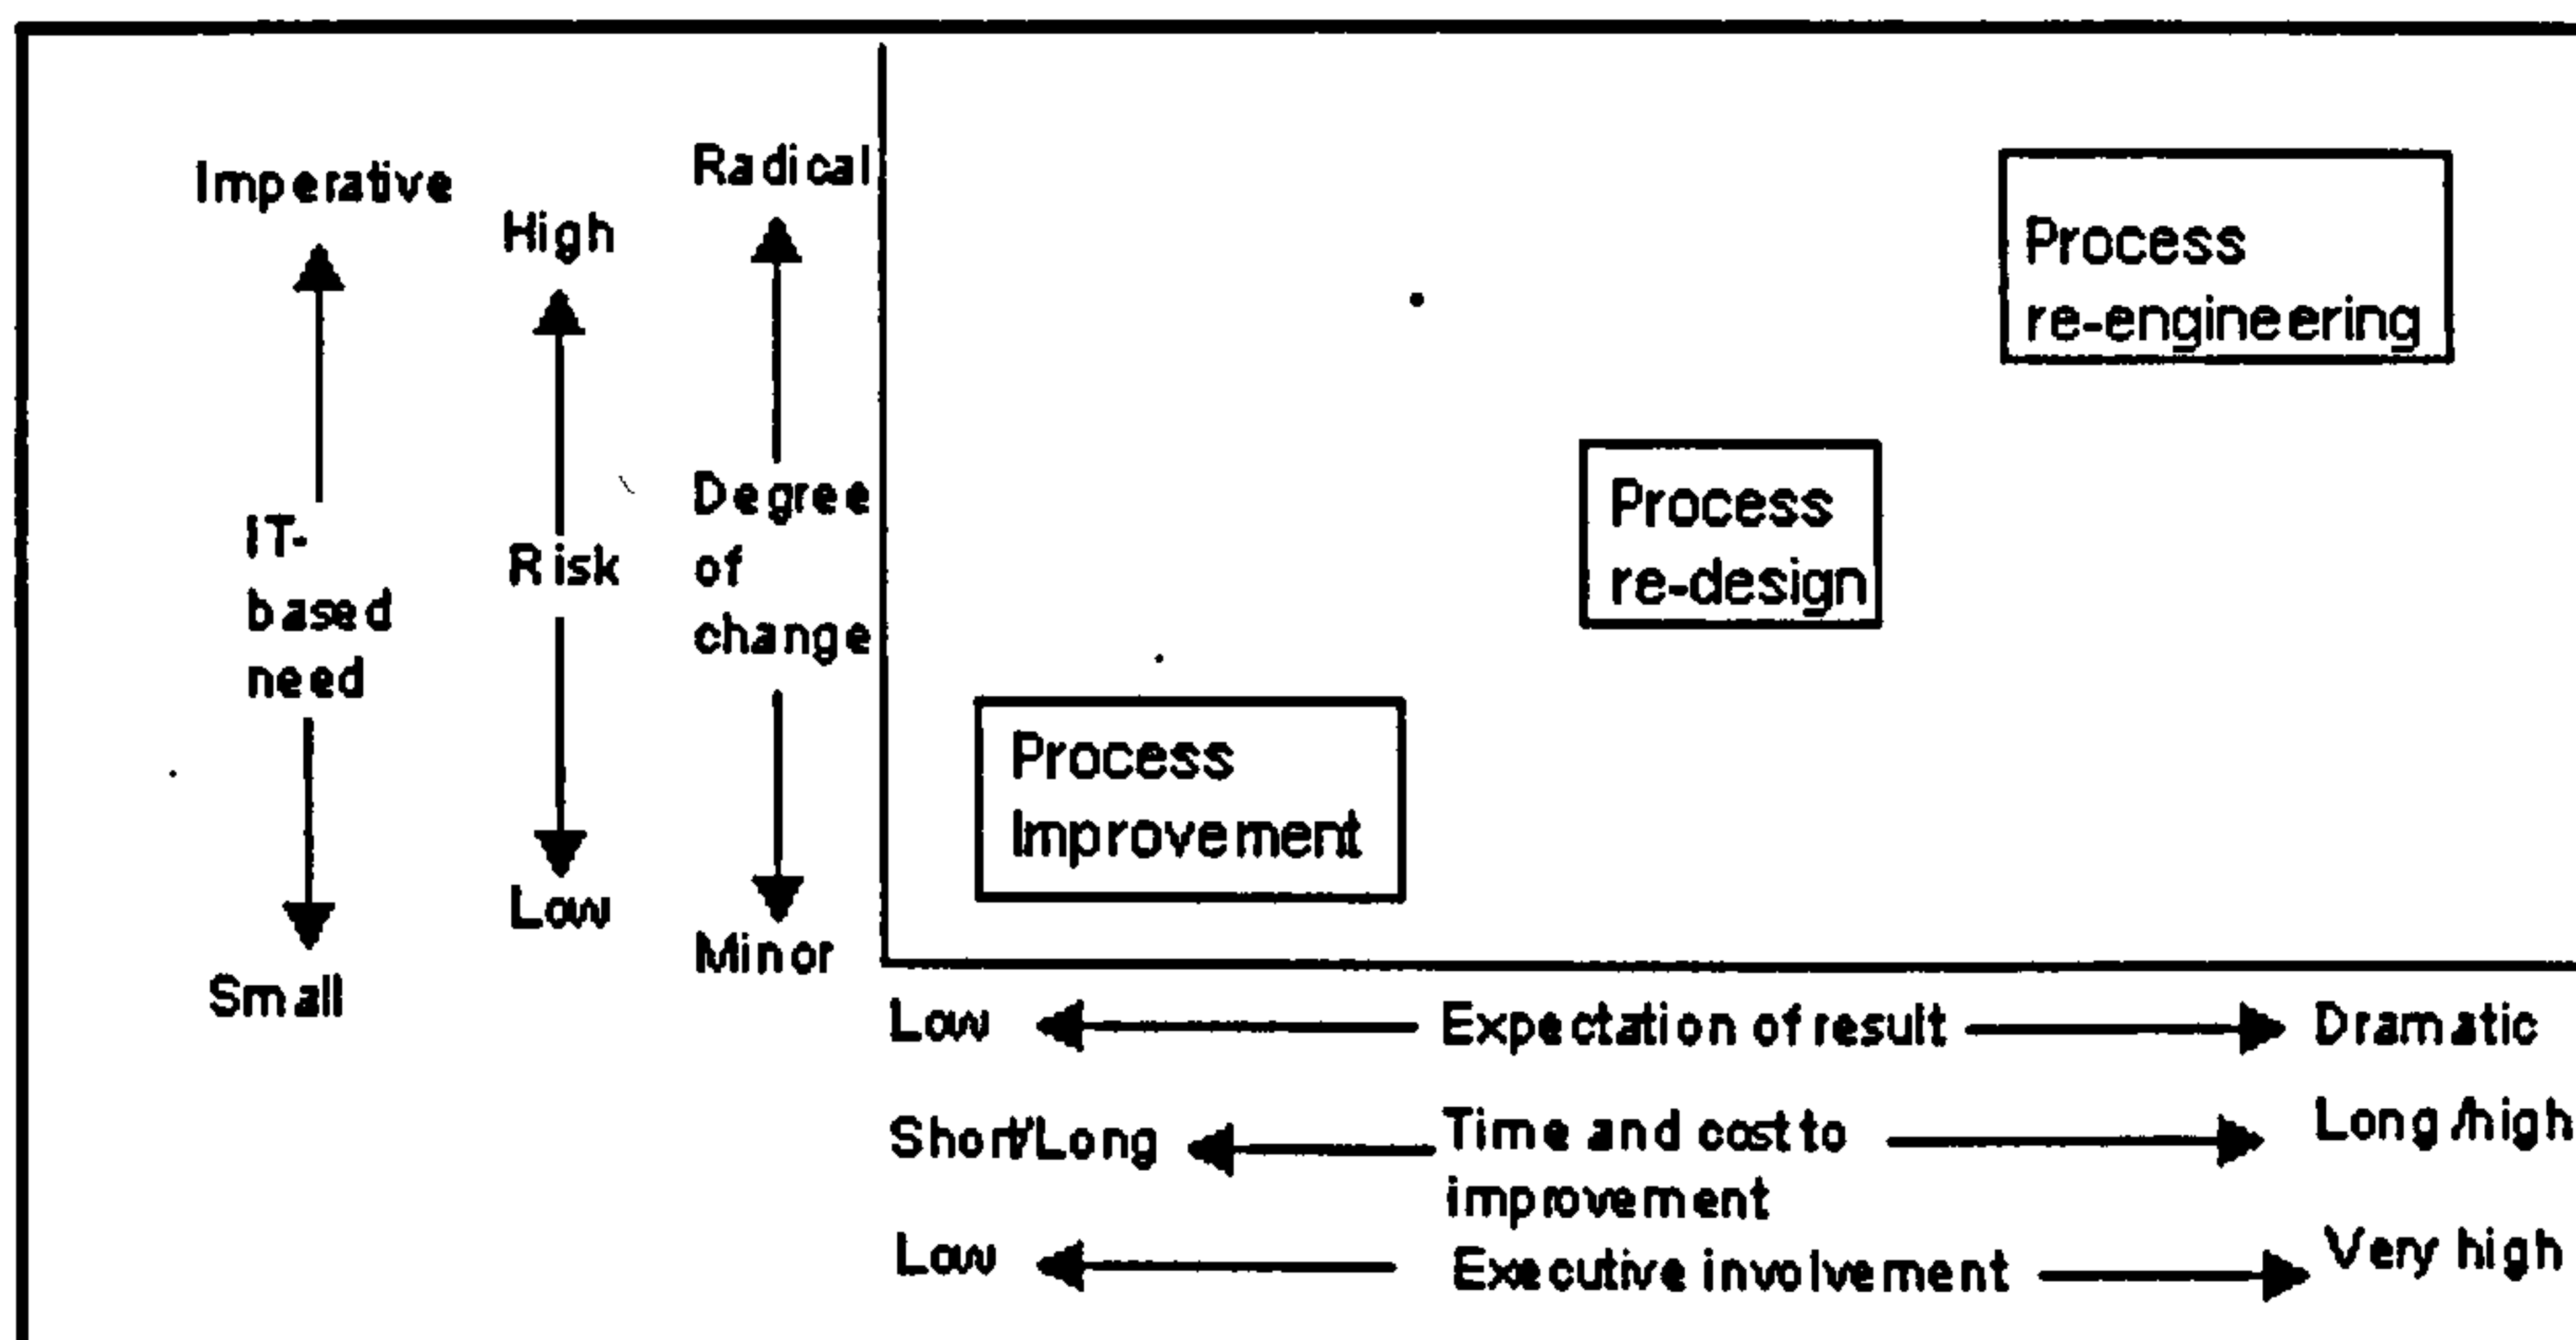 Imperative
High
Radical
IT-
based
need
Risk
Degree
of
change
Small
Low
Minor
Process
re-engineering
Process
re-design
Process
Improvement
Low Expectation of result Dramatic
Short/Long Time and cost to Long/high
improvement
Low Executive involvement Very high